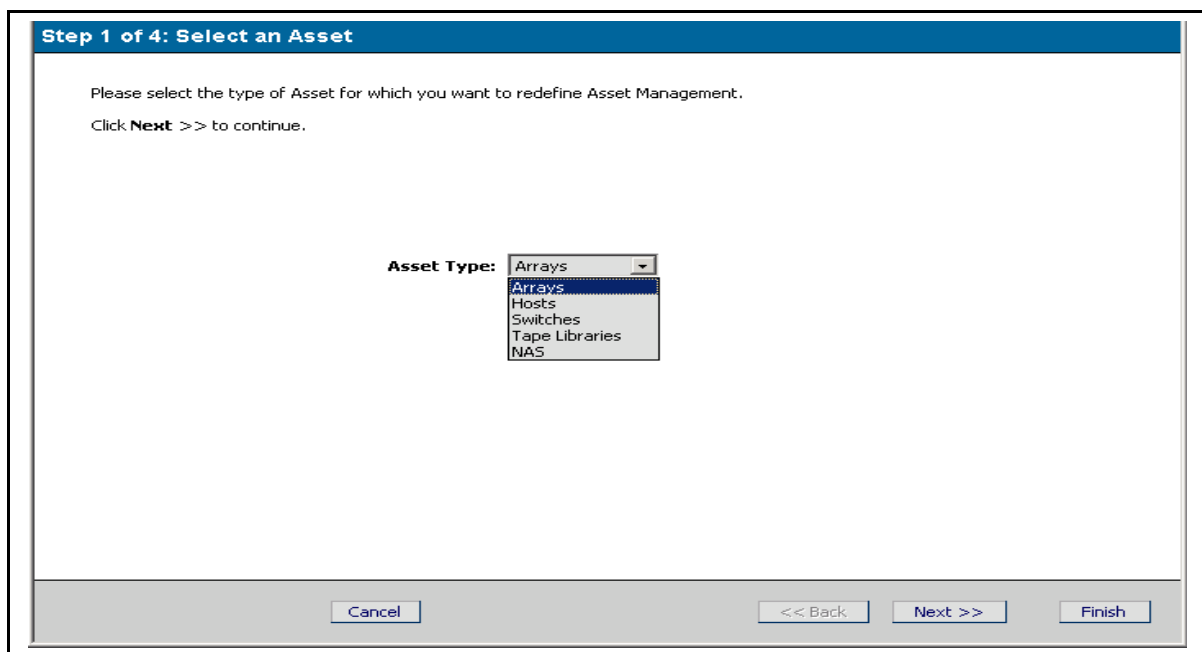 Step 1 of 4: Select an Asset
Please select the type of Asset for which you want to redefine Asset Management.
Click Next >> to continue.
Asset Type: Arrays
Arrays
Hosts
Switches
Tape Libraries
NAS
Cancel << Back Next >> Finish